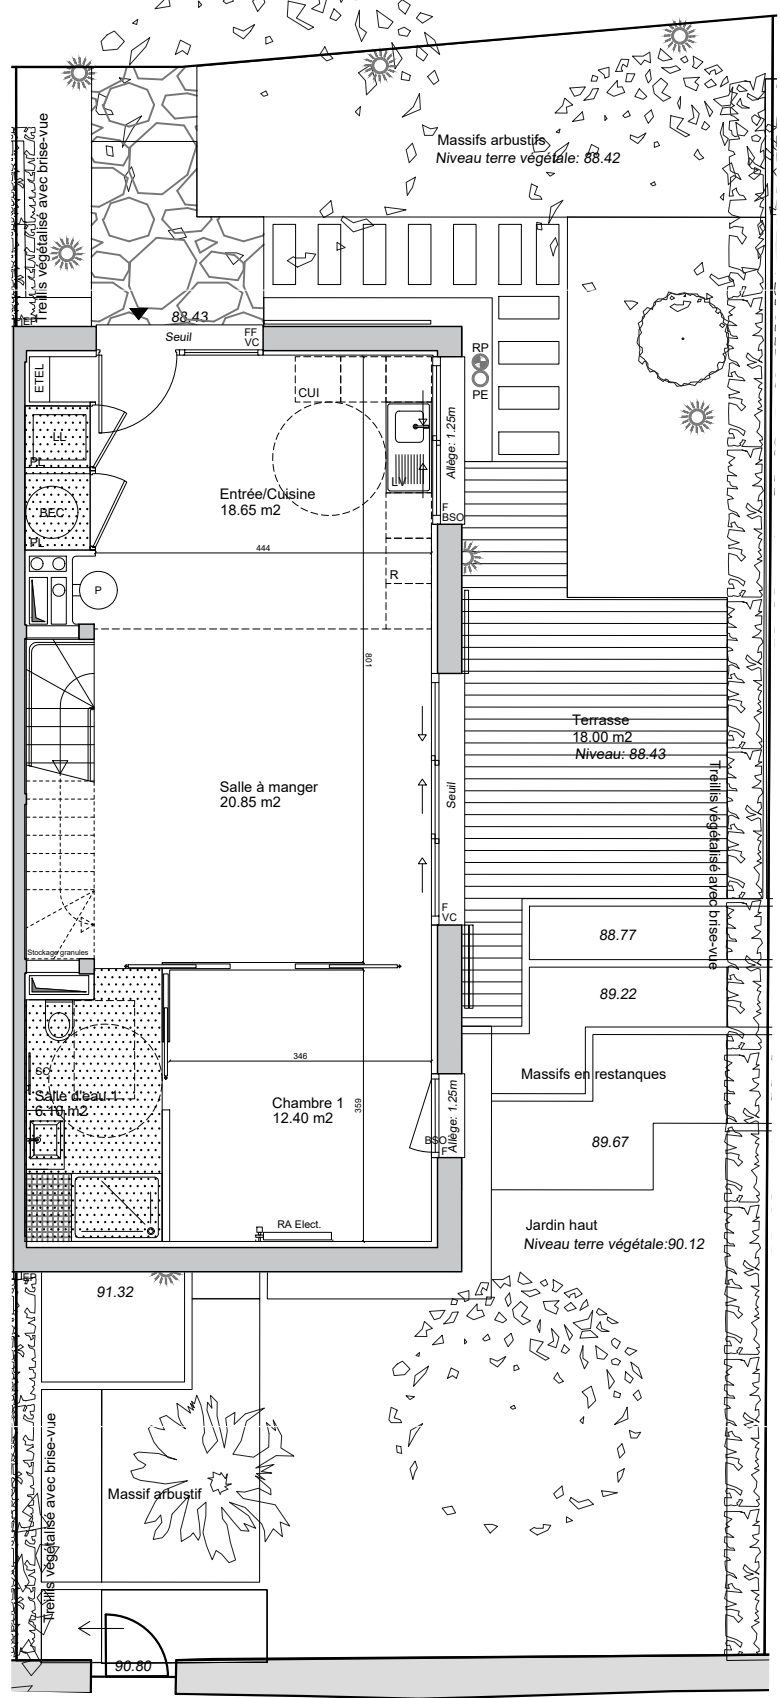 Massifs arbustifs
Niveau terre végétale: 88.42
Treillis végétalisé avec brise-vue
EP
88.43
Seuil
FF
VC
ETEL
CUI
RP
PE
Allège: 1.25m
LL
PL
LV
Entrée/Cuisine
18.65 m2
BEC
PL
F
BSO
444
R
P
801
Terrasse
18.00 m2
Niveau: 88.43
Salle à manger
20.85 m2
Seuil
Treillis végétalisé avec brise-vue
F
VC
88.77
Stockage granules
89.22
346
Massifs en restanques
SC
Salle d'eau 1
6.10 m2
Chambre 1
12.40 m2
359
Allège: 1.25m
BSO
F
89.67
RA Elect.
Jardin haut
Niveau terre végétale:90.12
EP
91.32
Treillis végétalisé avec brise-vue
Massif arbustif
90.80